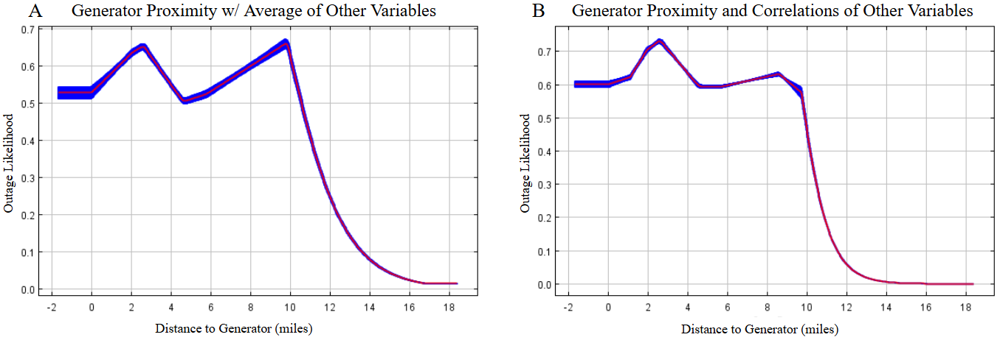 A Generator Proximity w/ Average of Other Variables
0.7
0.6
0.5
0.4
0.3
0.2
0.1
0.0
Outage Likelihood
-2 0 2 4 6 8 10 12 14 16 18
Distance to Generator (miles)
B Generator Proximity and Correlations of Other Variables
0.7
0.6
0.5
0.4
0.3
0.2
0.1
0.0
Outage Likelihood
-2 0 2 4 6 8 10 12 14 16 18
Distance to Generator (miles)